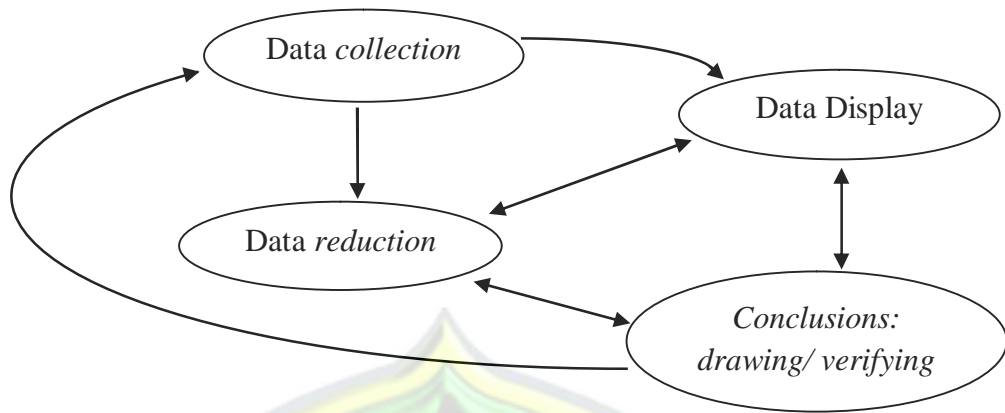 Data collection
Data Display
Data reduction
Conclusions:
drawing/ verifying